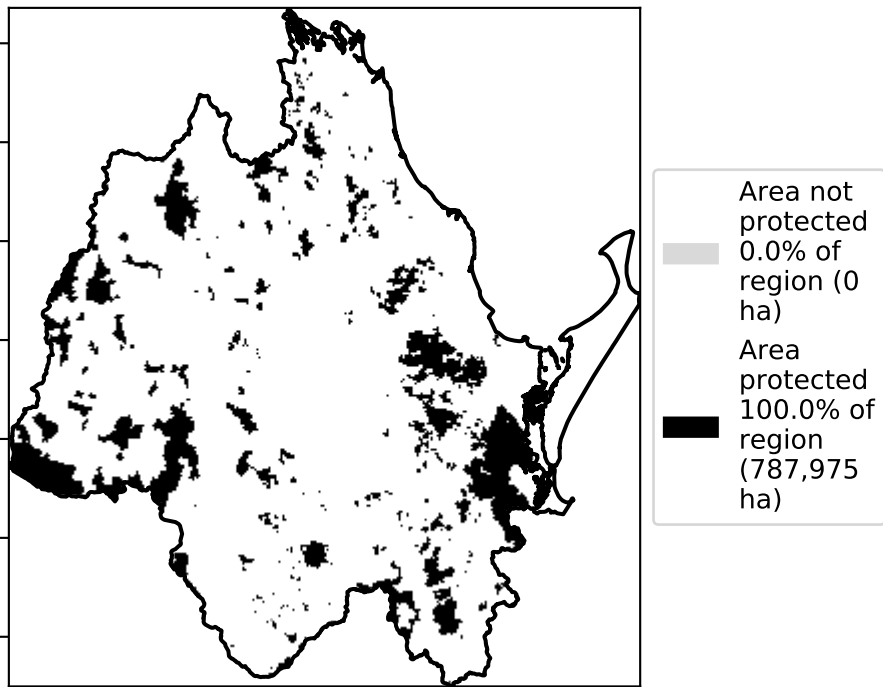 Area not
protected
0.0% of
region (0
ha)
Area
protected
100.0% of
region
(787,975
ha)